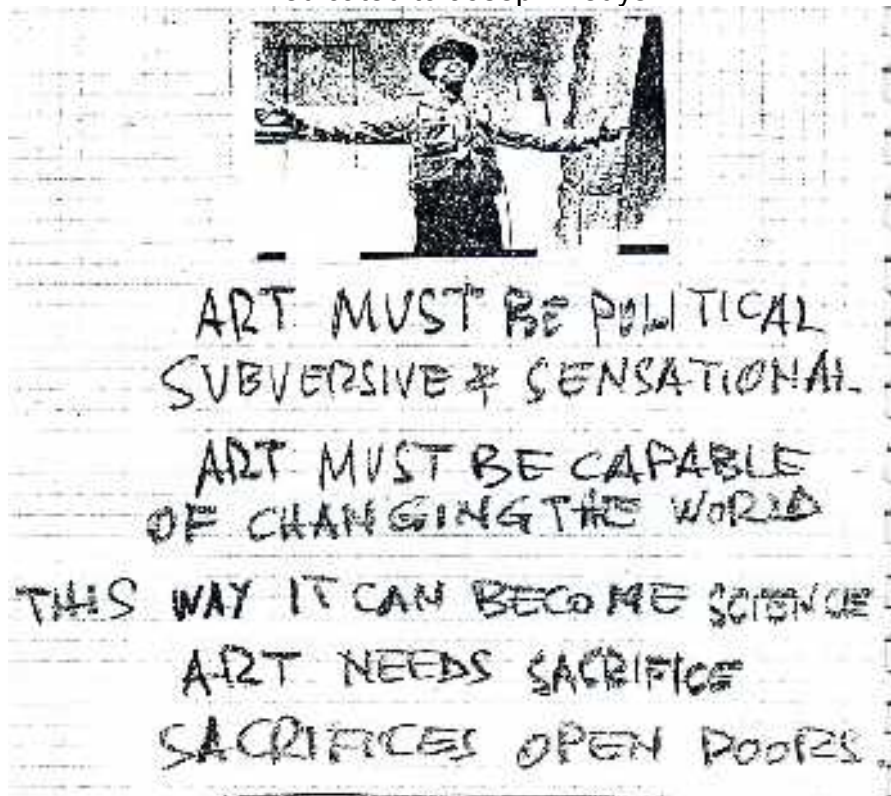 ART MUST BE POLITICAL
SUBVERSIVE & SENSATIONAL
ART MUST BE CAPABLE
OF CHANGING THE WORLD
THIS WAY IT CAN BECOME SCIENCE
ART NEEDS SACRIFICE
SACRIFICES OPEN DOORS